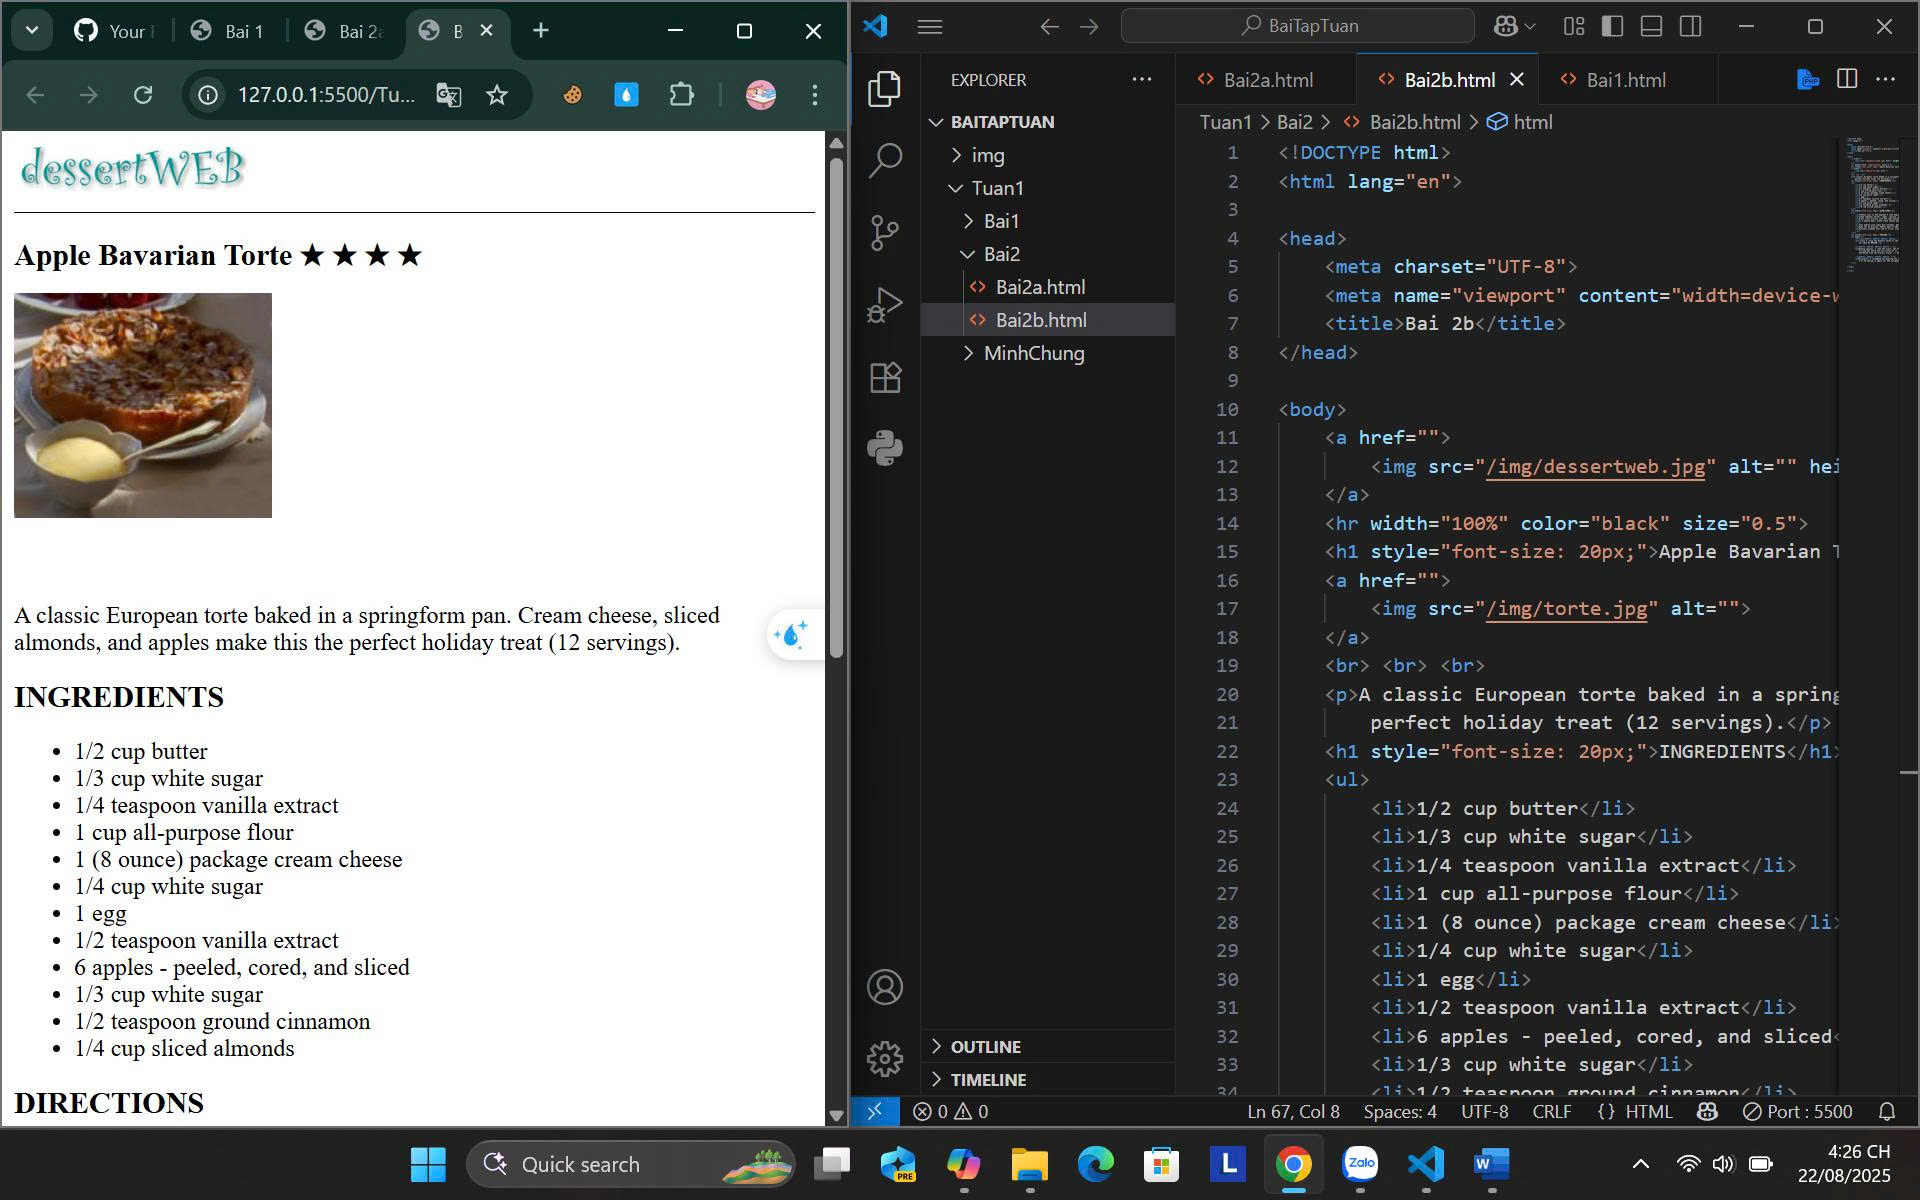 Your
Bai 1
Bai 2a
B
127.0.0.1:5500/Tu...
dessertWEB
Apple Bavarian Torte ★ ★ ★ ★
A classic European torte baked in a springform pan. Cream cheese, sliced
almonds, and apples make this the perfect holiday treat (12 servings).
INGREDIENTS
• 1/2 cup butter
• 1/3 cup white sugar
• 1/4 teaspoon vanilla extract
• 1 cup all-purpose flour
• 1 (8 ounce) package cream cheese
• 1/4 cup white sugar
• 1 egg
• 1/2 teaspoon vanilla extract
• 6 apples - peeled, cored, and sliced
• 1/3 cup white sugar
• 1/2 teaspoon ground cinnamon
• 1/4 cup sliced almonds
DIRECTIONS
BaiTapTuan
EXPLORER
BAITAPTUAN
img
Tuan1
Bai1
Bai2
Bai2a.html
Bai2b.html
MinhChung
OUTLINE
TIMELINE
Bai2a.html
Bai2b.html
Bai1.html
PHP
Tuan1 > Bai2 > Bai2b.html > html
1 <!DOCTYPE html>
2 <html lang="en">
3
4 <head>
5 <meta charset="UTF-8">
6 <meta name="viewport" content="width=device-w
7 <title>Bai 2b</title>
8 </head>
9
10 <body>
11 <a href="">
12 <img src="/img/dessertweb.jpg" alt="" hei
13 </a>
14 <hr width="100%" color="black" size="0.5">
15 <h1 style="font-size: 20px;">Apple Bavarian T
16 <a href="">
17 <img src="/img/torte.jpg" alt="">
18 </a>
19 <br> <br> <br>
20 <p>A classic European torte baked in a spring
21 perfect holiday treat (12 servings).</p>
22 <h1 style="font-size: 20px;">INGREDIENTS</h1>
23 <ul>
24 <li>1/2 cup butter</li>
25 <li>1/3 cup white sugar</li>
26 <li>1/4 teaspoon vanilla extract</li>
27 <li>1 cup all-purpose flour</li>
28 <li>1 (8 ounce) package cream cheese</li>
29 <li>1/4 cup white sugar</li>
30 <li>1 egg</li>
31 <li>1/2 teaspoon vanilla extract</li>
32 <li>6 apples - peeled, cored, and sliced<
33 <li>1/3 cup white sugar</li>
34 <li>1/2 teaspoon ground cinnamon</li>
0 0
Ln 67, Col 8 Spaces: 4 UTF-8 CRLF {} HTML Port : 5500
Quick search
PRE
L
Zalo
W
4:26 CH
22/08/2025